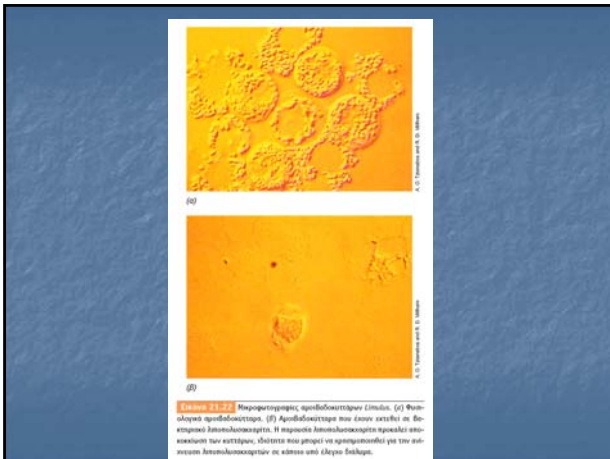 (α)
(β)
Εικόνα 21.22 Μικροφωτογραφίες αμοιβαδοκυττάρων Limulus. (α) Φυσι-
ολογικά αμοιβαδοκύτταρα. (β) Αμοιβαδοκύτταρα που έχουν εκτεθεί σε βα-
κτηριακό λιποπολυσακχαρίτη. Η παρουσία λιποπολυσακχαρίτη προκαλεί απο-
κοκκίωση των κυττάρων, ιδιότητα που μπορεί να χρησιμοποιηθεί για την ανί-
χνευση λιποπολυσακχαριτών σε κάποιο υπό έλεγχο διάλυμα.